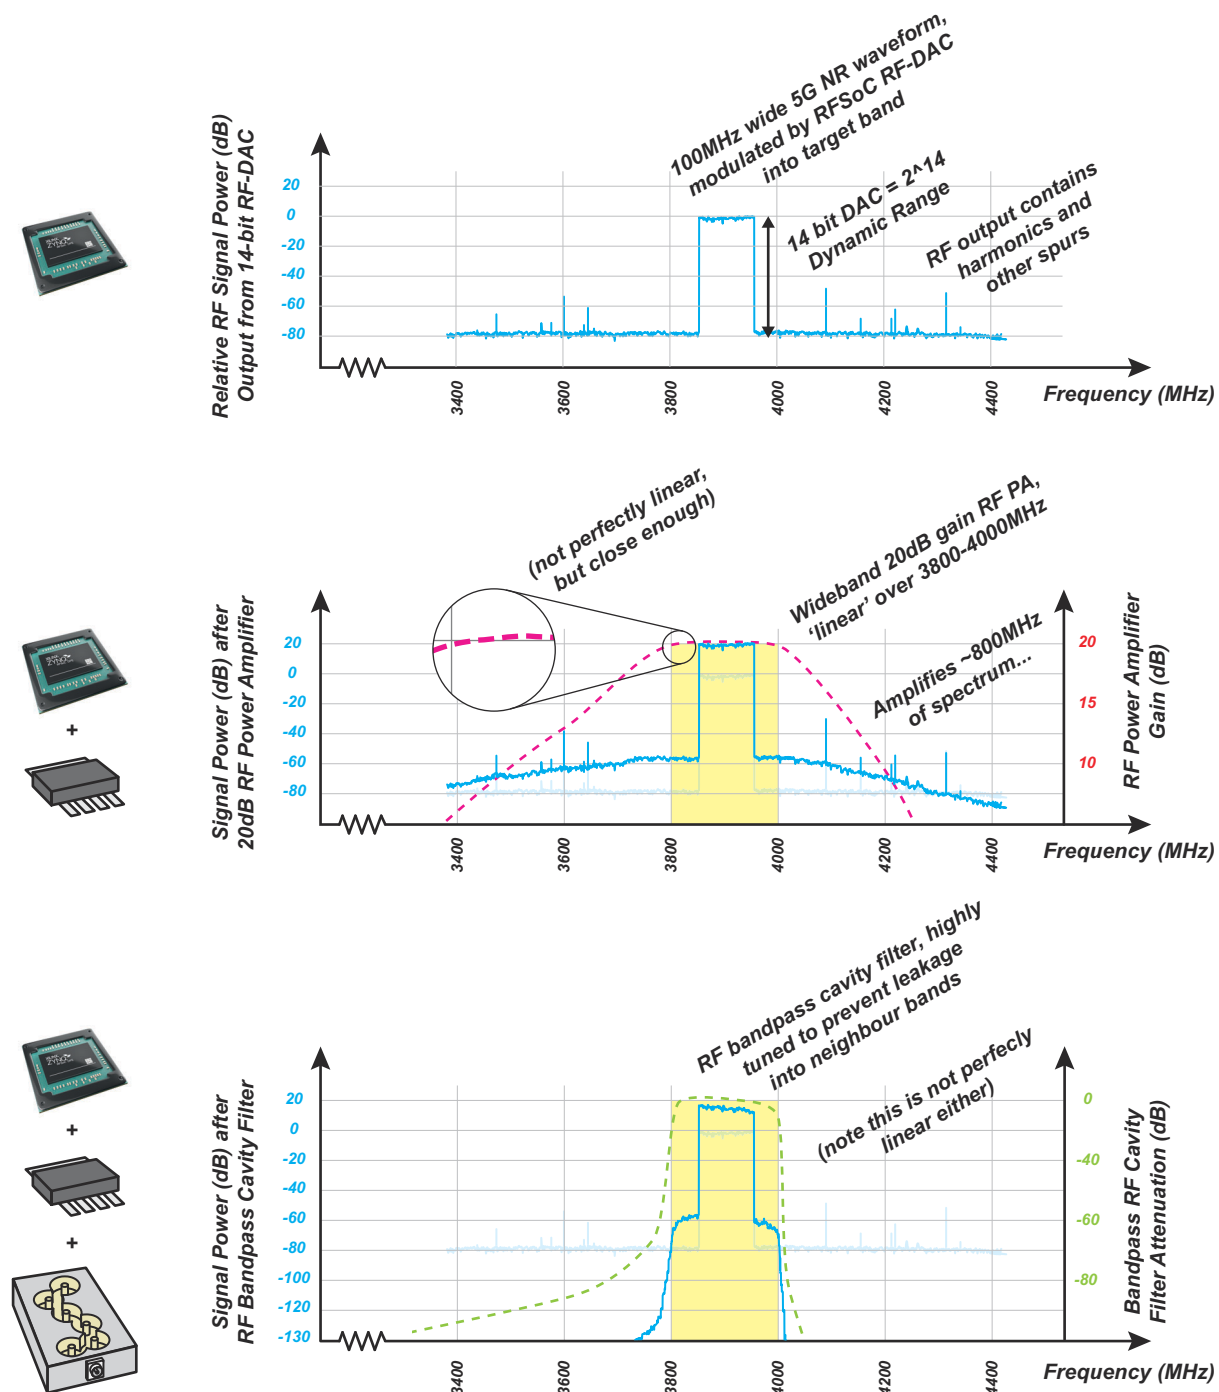 100MHz wide 5G NR waveform,
modulated by RFSoC RF-DAC
into target band
14 bit DAC = 2^14
Dynamic Range
RF output contains
harmonics and
other spurs
Relative RF Signal Power (dB)
Output from 14-bit RF-DAC
20
0
-20
-40
-60
-80
3400
3600
3800
4000
4200
4400
Frequency (MHz)
ZYNQ
(not perfectly linear,
but close enough)
Wideband 20dB gain RF PA,
‘linear’ over 3800-4000MHz
Amplifies ~800MHz
of spectrum...
Signal Power (dB) after
20dB RF Power Amplifier
20
0
-20
-40
-60
-80
20
15
10
RF Power Amplifier
Gain (dB)
3400
3600
3800
4000
4200
4400
Frequency (MHz)
ZYNQ
+
RF bandpass cavity filter, highly
tuned to prevent leakage
into neighbour bands
(note this is not perfecly
linear either)
Signal Power (dB) after
RF Bandpass Cavity Filter
20
0
-20
-40
-60
-80
-100
-120
-130
0
-40
-60
-80
Bandpass RF Cavity
Filter Attenuation (dB)
3400
3600
3800
4000
4200
4400
Frequency (MHz)
ZYNQ
+
+